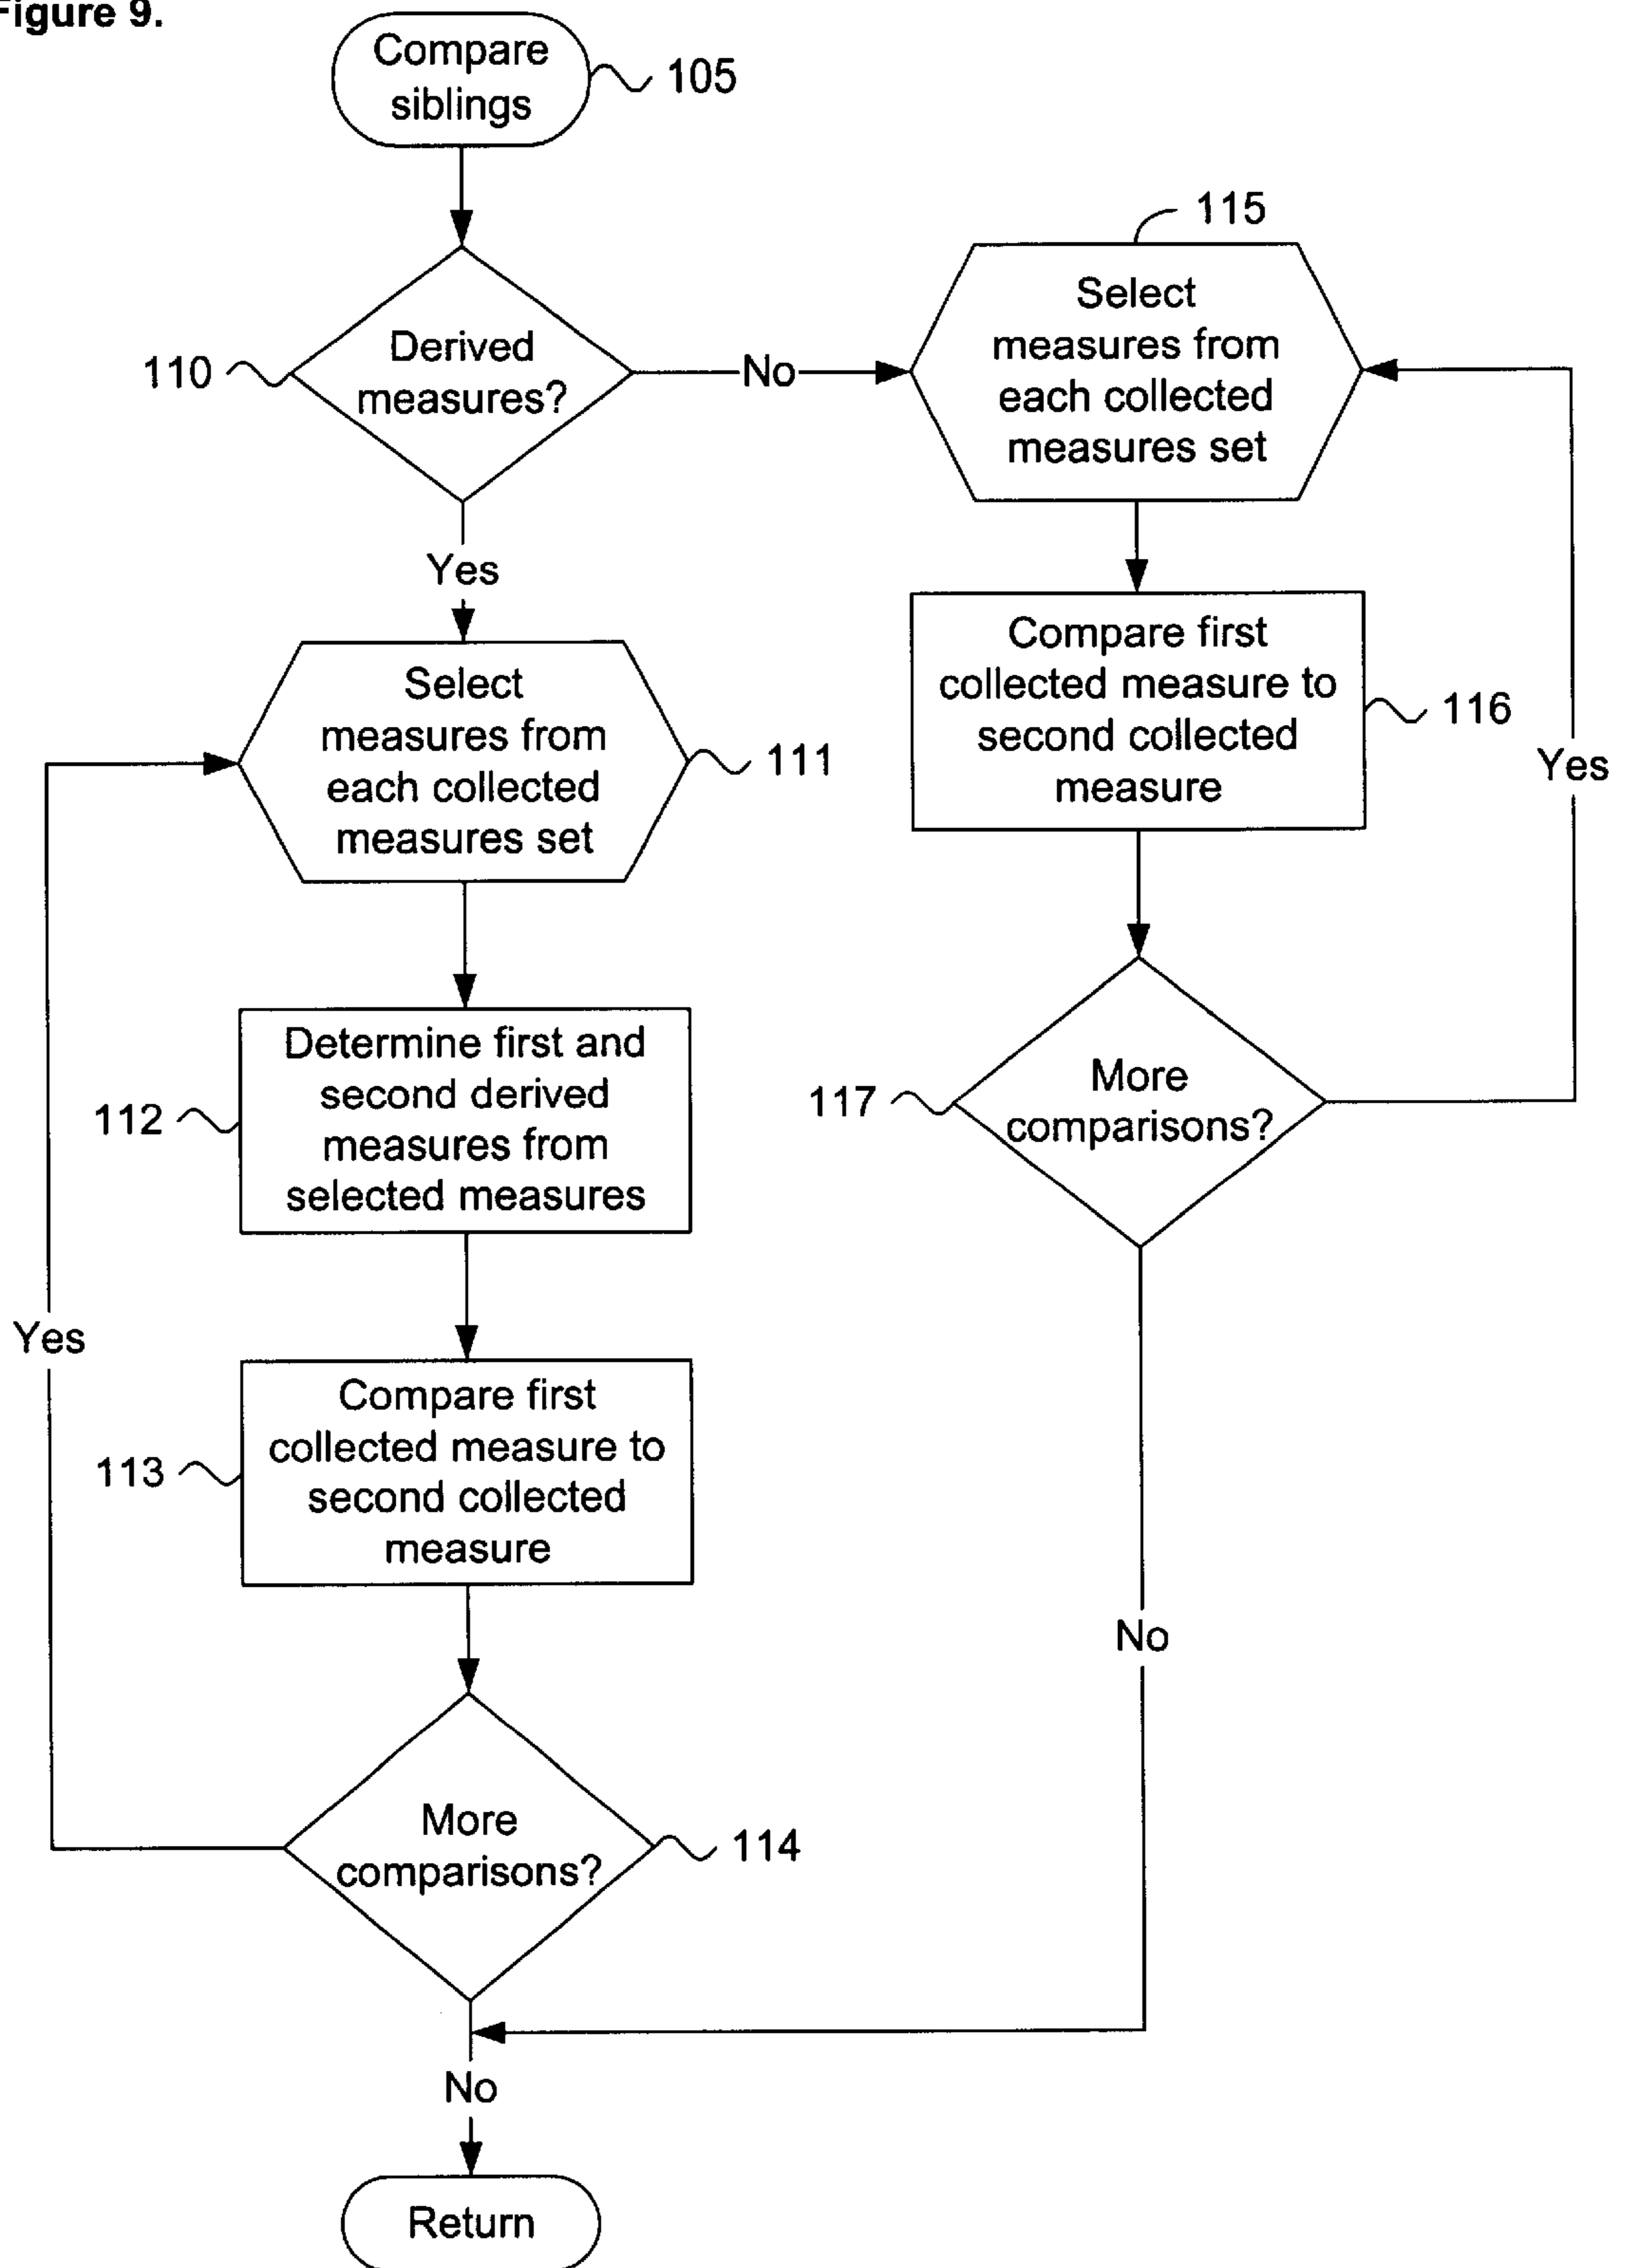 Figure 9.
Compare
siblings
105
115
Select
measures from
each collected
measures set
Derived
measures?
110
No
Yes
Compare first
collected measure to
second collected
measure
116
Select
measures from
each collected
measures set
111
Yes
Determine first and
second derived
measures from
selected measures
112
More
comparisons?
117
Yes
Compare first
collected measure to
second collected
measure
113
No
More
comparisons?
114
No
Return